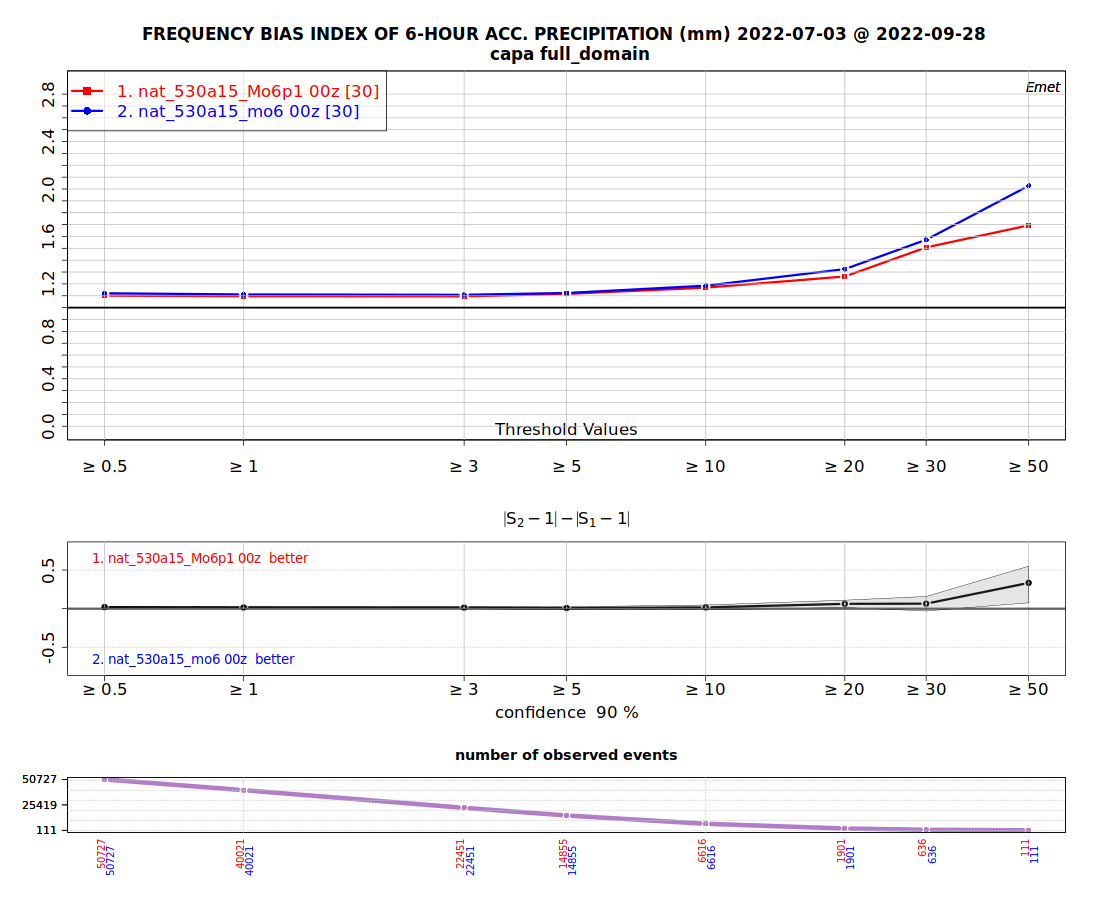 FREQUENCY BIAS INDEX OF 6-HOUR ACC. PRECIPITATION (mm) 2022-07-03 @ 2022-09-28
capa full_domain
Emet
1. nat_530a15_Mo6p1 00z [30]
2. nat_530a15_mo6 00z [30]
2.8
2.4
2.0
1.6
1.2
0.8
0.4
0.0
Threshold Values
≥ 0.5 ≥ 1 ≥ 3 ≥ 5 ≥ 10 ≥ 20 ≥ 30 ≥ 50
|S2 − 1| − |S1 − 1|
1. nat_530a15_Mo6p1 00z better
0.5
-0.5
2. nat_530a15_mo6 00z better
≥ 0.5 ≥ 1 ≥ 3 ≥ 5 ≥ 10 ≥ 20 ≥ 30 ≥ 50
confidence 90 %
number of observed events
50727
25419
111
50727 40021 22451 14855 6616 1901 636 111
50727 40021 22451 14855 6616 1901 636 111